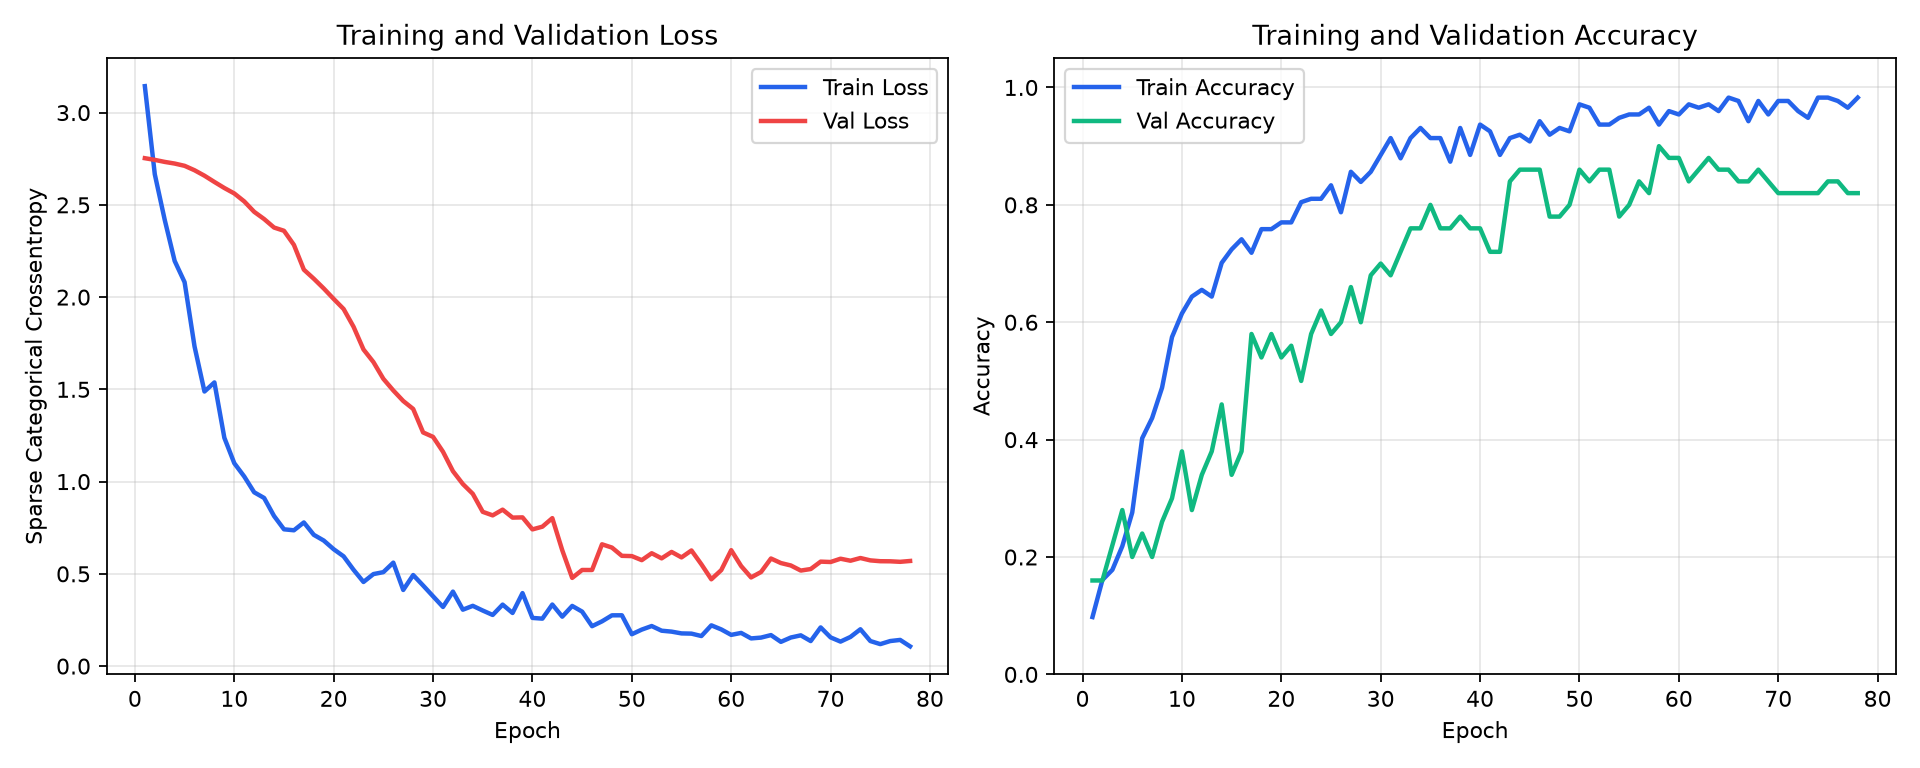 Training and Validation Loss
Sparse Categorical Crossentropy
3.0
2.5
2.0
1.5
1.0
0.5
0.0
Train Loss
Val Loss
0 10 20 30 40 50 60 70 80
Epoch
Training and Validation Accuracy
Accuracy
1.0
0.8
0.6
0.4
0.2
0.0
Train Accuracy
Val Accuracy
0 10 20 30 40 50 60 70 80
Epoch